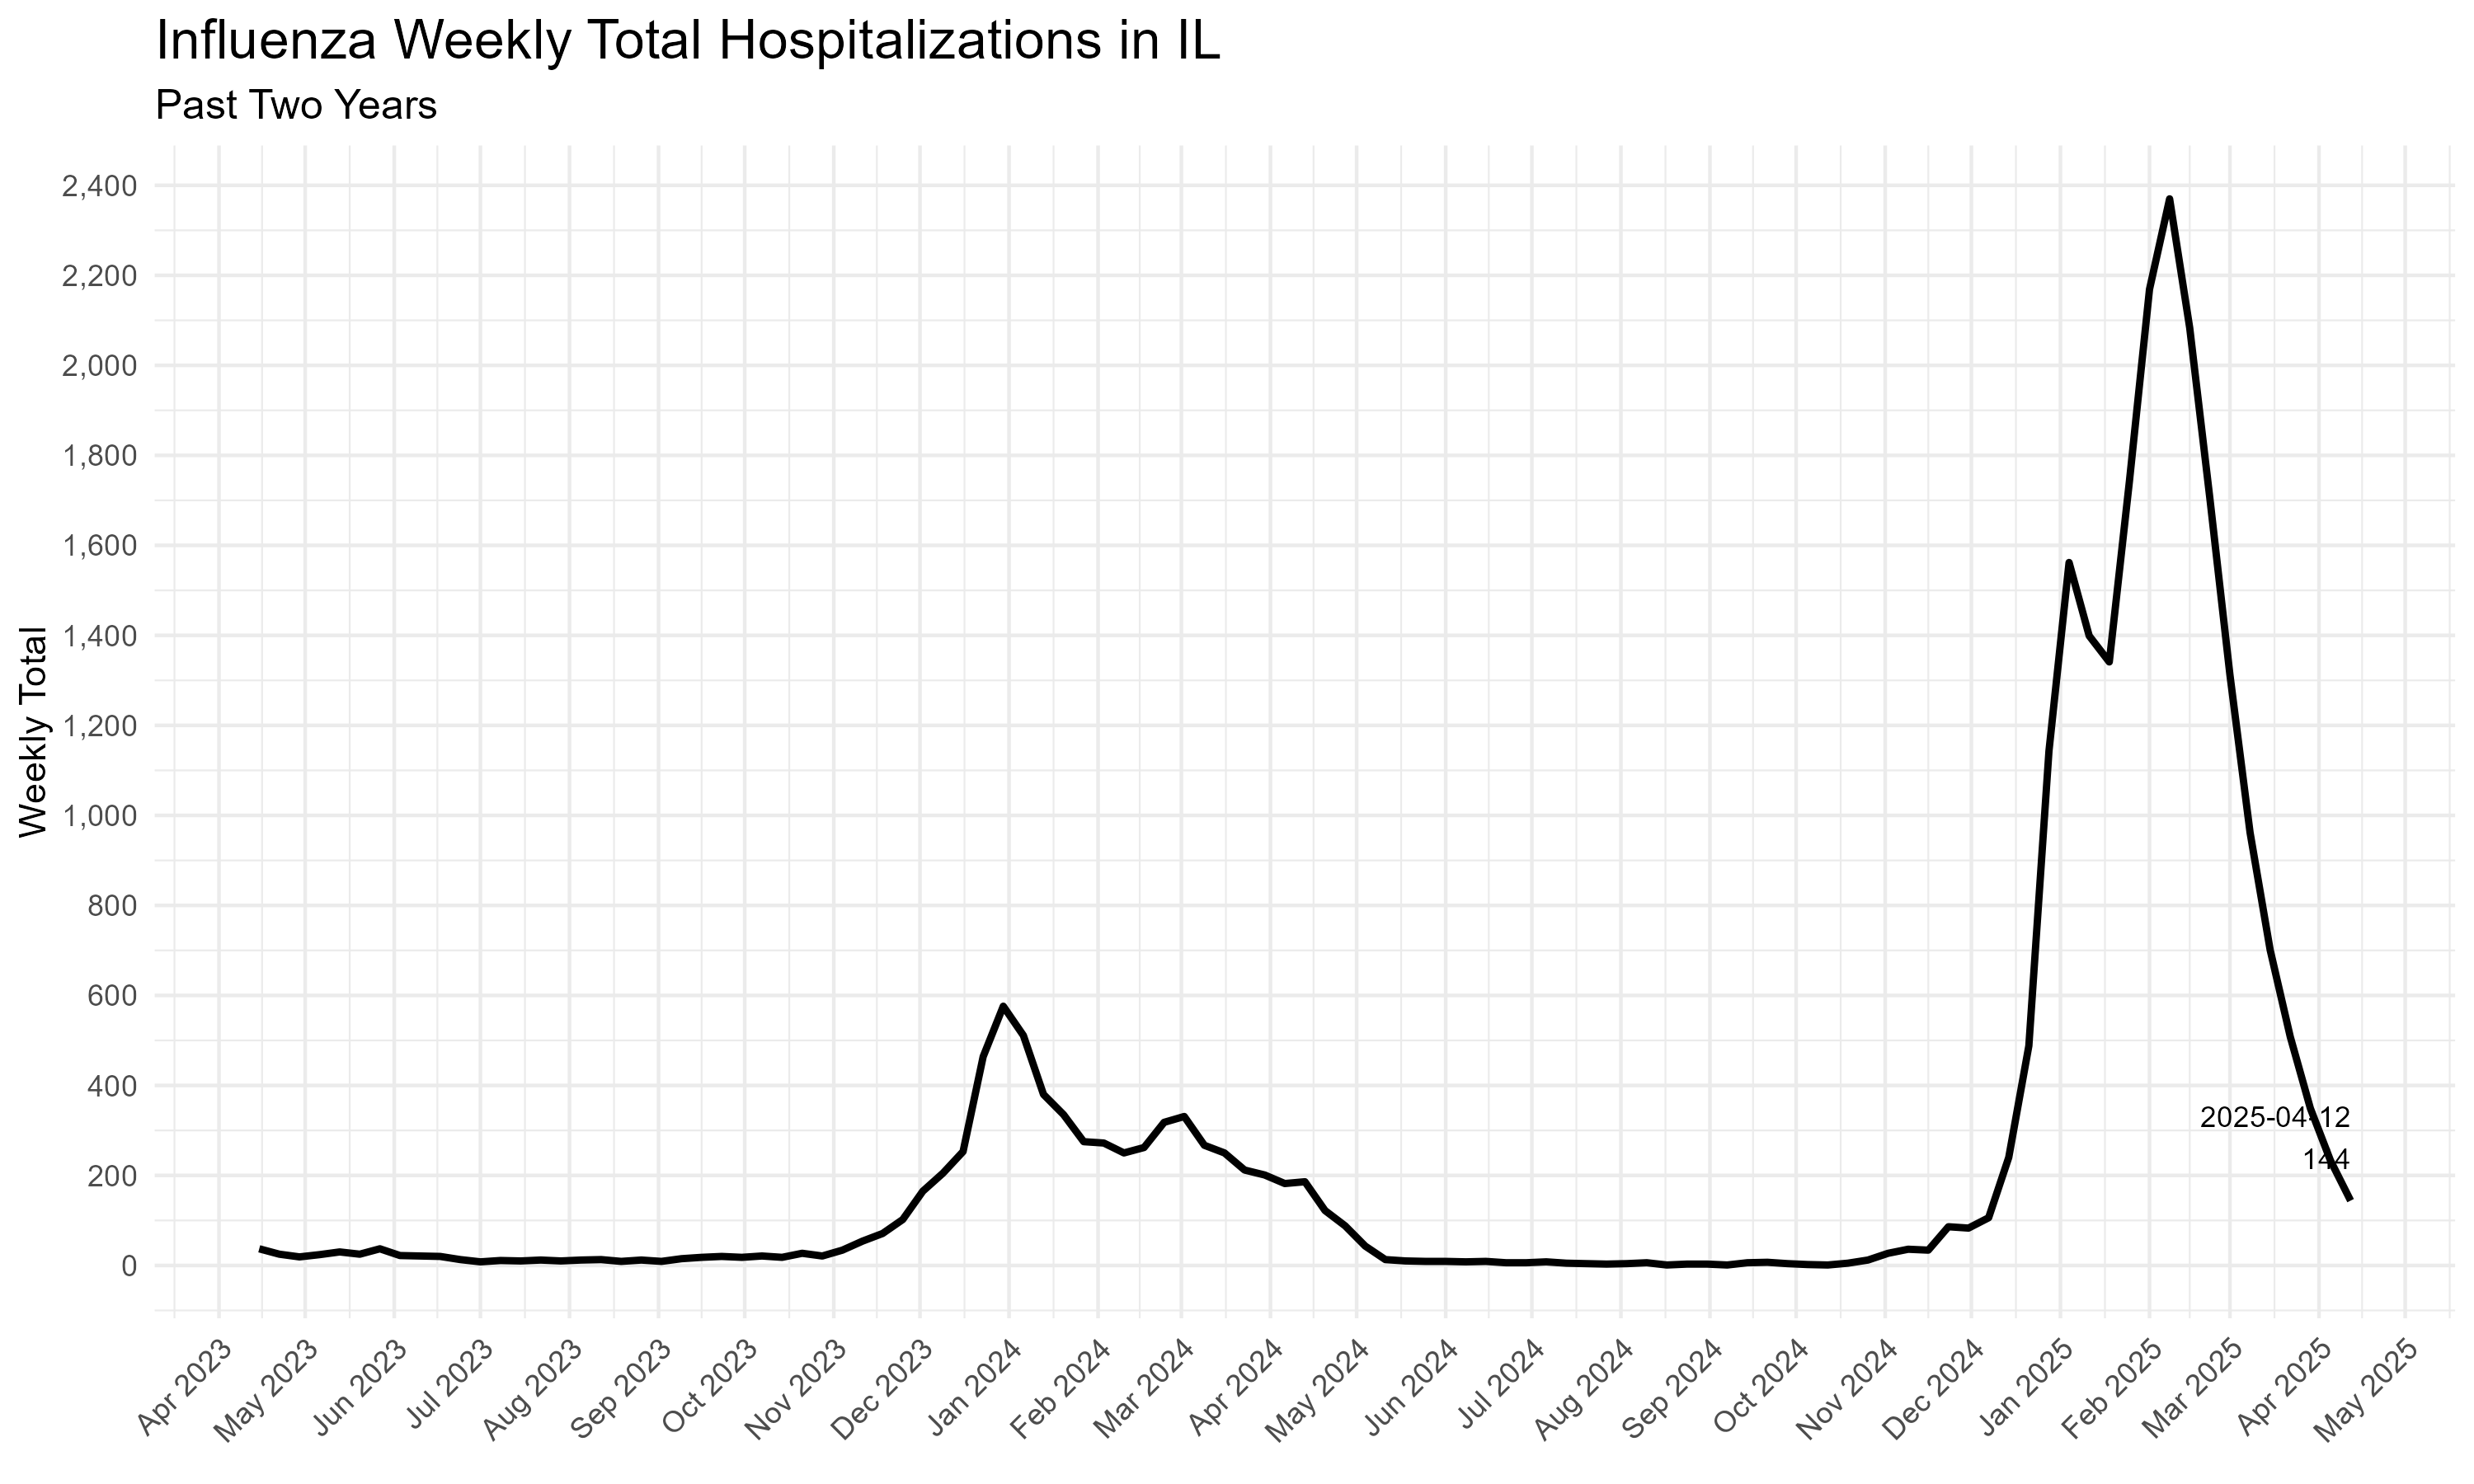 Influenza Weekly Total Hospitalizations in IL
Past Two Years
Weekly Total
2,400
2,200
2,000
1,800
1,600
1,400
1,200
1,000
800
600
400
200
0
2025-04-12
144
Apr 2023
May 2023
Jun 2023
Jul 2023
Aug 2023
Sep 2023
Oct 2023
Nov 2023
Dec 2023
Jan 2024
Feb 2024
Mar 2024
Apr 2024
May 2024
Jun 2024
Jul 2024
Aug 2024
Sep 2024
Oct 2024
Nov 2024
Dec 2024
Jan 2025
Feb 2025
Mar 2025
Apr 2025
May 2025